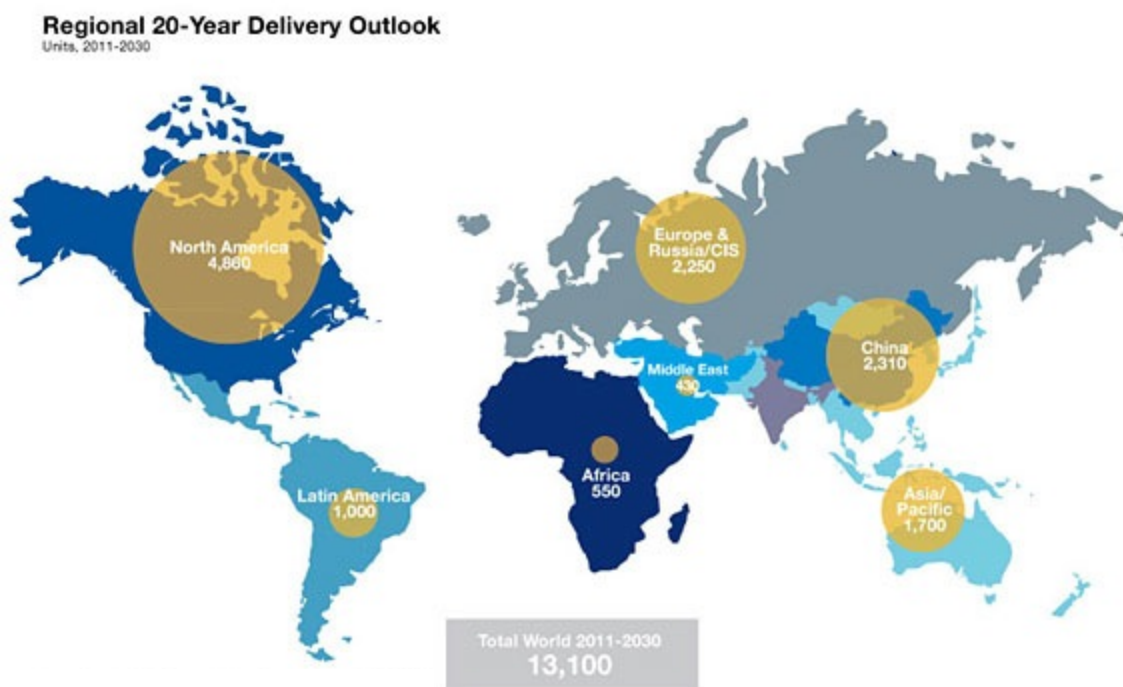 Regional 20-Year Delivery Outlook
Units, 2011-2030
North America
4,860
Europe &
Russia/CIS
2,250
China
2,310
Middle East
430
Africa
550
Latin America
1,000
Asia/
Pacific
1,700
Total World 2011-2030
13,100